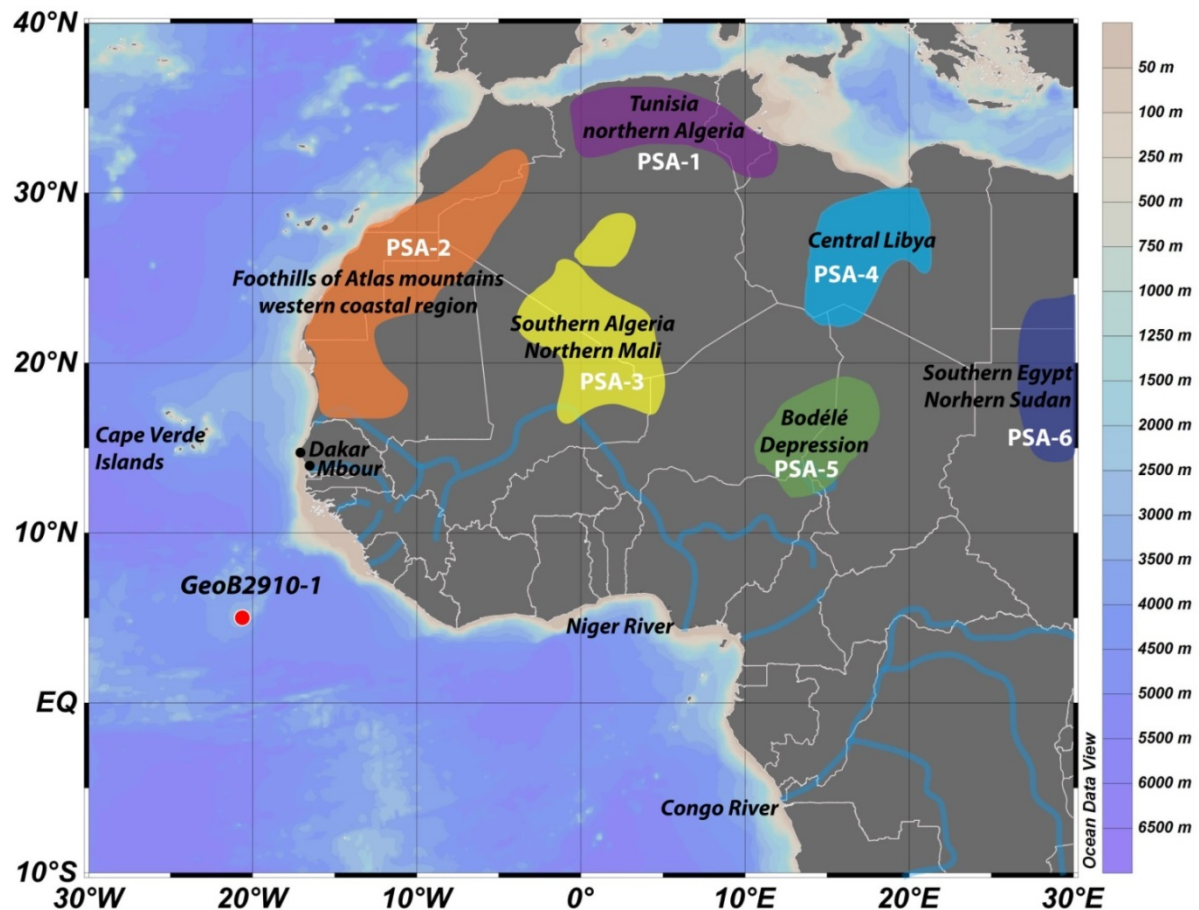 40°N
30°N
20°N
10°N
EQ
10°S
30°W
20°W
10°W
0°
10°E
20°E
30°E
Tunisia
northern Algeria
PSA-1
PSA-2
Foothills of Atlas mountains
western coastal region
Southern Algeria
Northern Mali
PSA-3
Central Libya
PSA-4
Bodélé
Depression
PSA-5
Southern Egypt
Norhern Sudan
PSA-6
Cape Verde
Islands
Dakar
Mbour
GeoB2910-1
Niger River
Congo River
Ocean Data View
50 m
100 m
250 m
500 m
750 m
1000 m
1250 m
1500 m
2000 m
2500 m
3000 m
3500 m
4000 m
4500 m
5000 m
5500 m
6000 m
6500 m